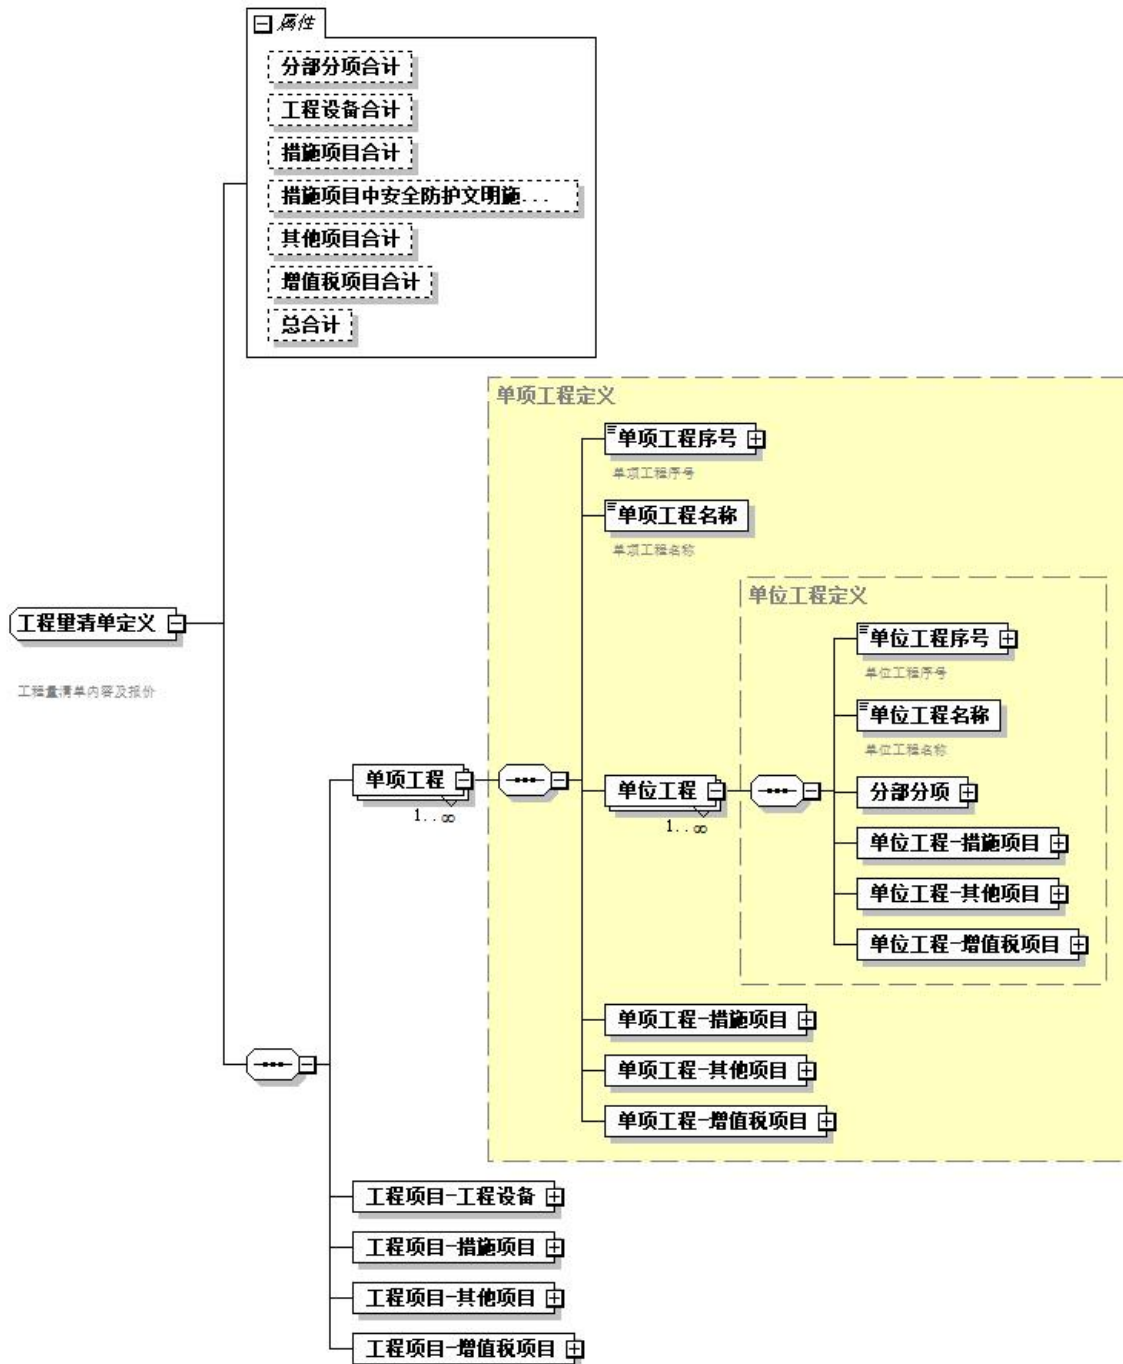 属性
分部分项合计
工程设备合计
措施项目合计
措施项目中安全防护文明施...
其他项目合计
增值税项目合计
总合计
单项工程定义
单项工程序号
单项工程序号
单项工程名称
单项工程名称
单位工程定义
工程量清单定义
工程量清单内容及报价
单位工程序号
单位工程序号
单位工程名称
单位工程名称
单项工程
1..∞
单位工程
1..∞
分部分项
单位工程-措施项目
单位工程-其他项目
单位工程-增值税项目
单项工程-措施项目
单项工程-其他项目
单项工程-增值税项目
工程项目-工程设备
工程项目-措施项目
工程项目-其他项目
工程项目-增值税项目